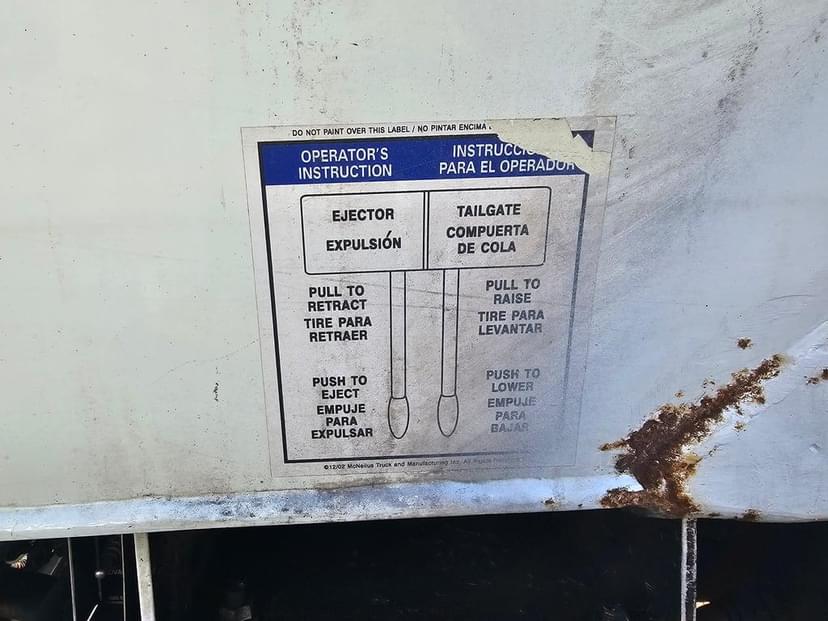 DO NOT PAINT OVER THIS LABEL / NO PINTAR ENCIMA
OPERATOR'S
INSTRUCTION
PARA EL OPERADOR
EJECTOR
EXPULSIÓN
TAILGATE
COMPUERTA
DE COLA
PULL TO
RETRACT
TIRE PARA
RETRAER
PULL TO
RAISE
TIRE PARA
LEVANTAR
PUSH TO
EJECT
EMPUJE
PARA
EXPULSAR
PUSH TO
LOWER
EMPUJE
PARA
BAJAR
©12/02 McNeilus Truck and Manufacturing Inc. All Rights